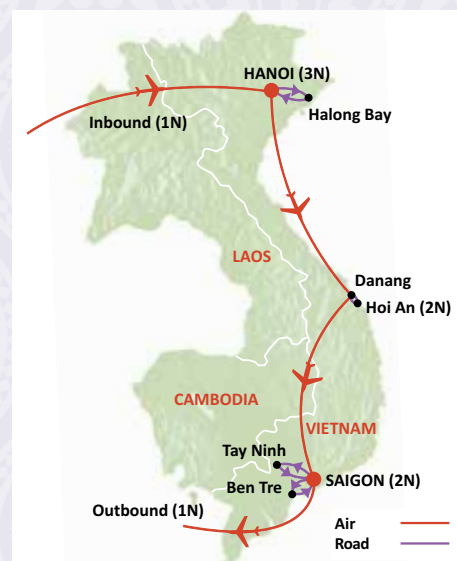 HANOI (3N)
Inbound (1N)
Halong Bay
LAOS
Danang
Hoi An (2N)
CAMBODIA
VIETNAM
Tay Ninh
SAIGON (2N)
Ben Tre
Outbound (1N)
Air
Road